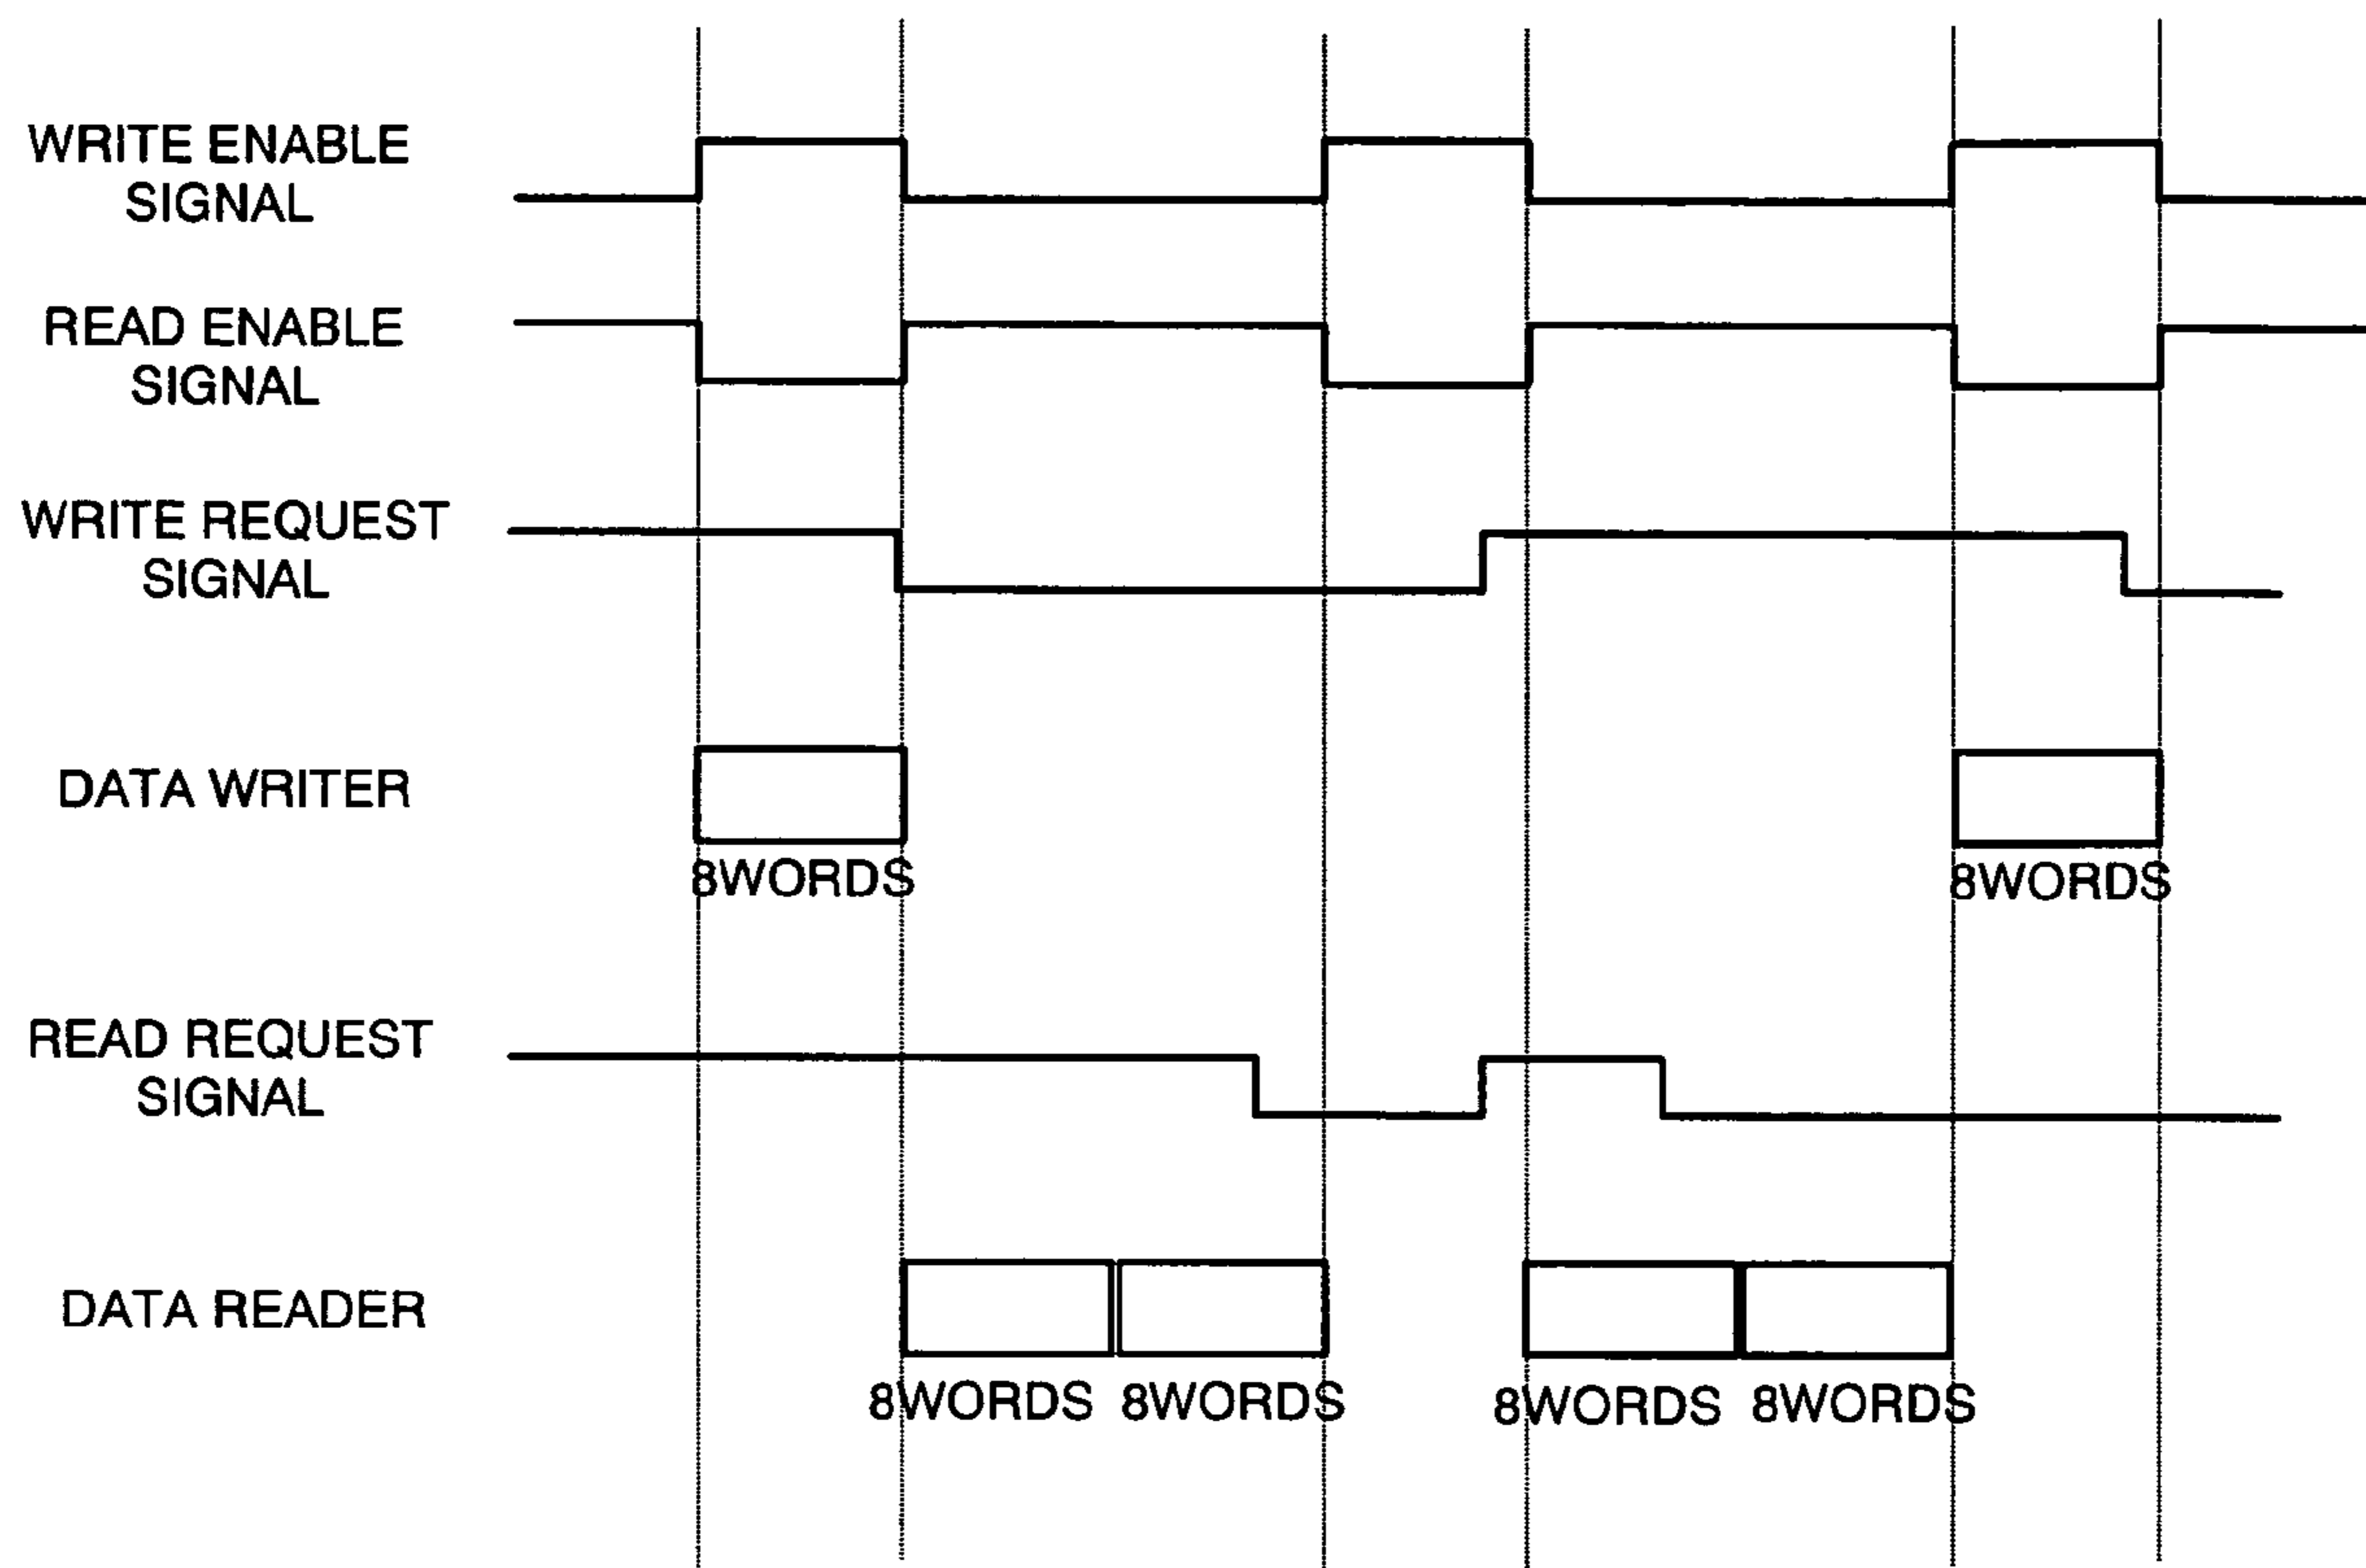 WRITE ENABLE
SIGNAL
READ ENABLE
SIGNAL
WRITE REQUEST
SIGNAL
DATA WRITER
8WORDS
8WORDS
READ REQUEST
SIGNAL
DATA READER
8WORDS
8WORDS
8WORDS
8WORDS